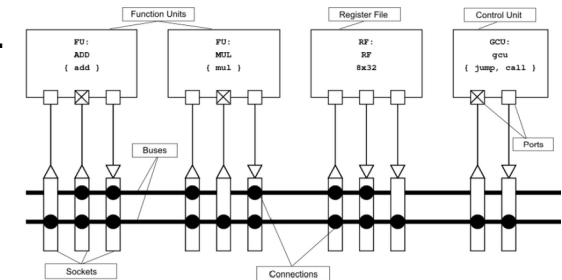 Function Units
Register File
Control Unit
FU:
ADD
{ add }
FU:
MUL
{ mul }
RF:
RF
8x32
GCU:
gcu
{ jump, call }
Ports
Buses
Sockets
Connections